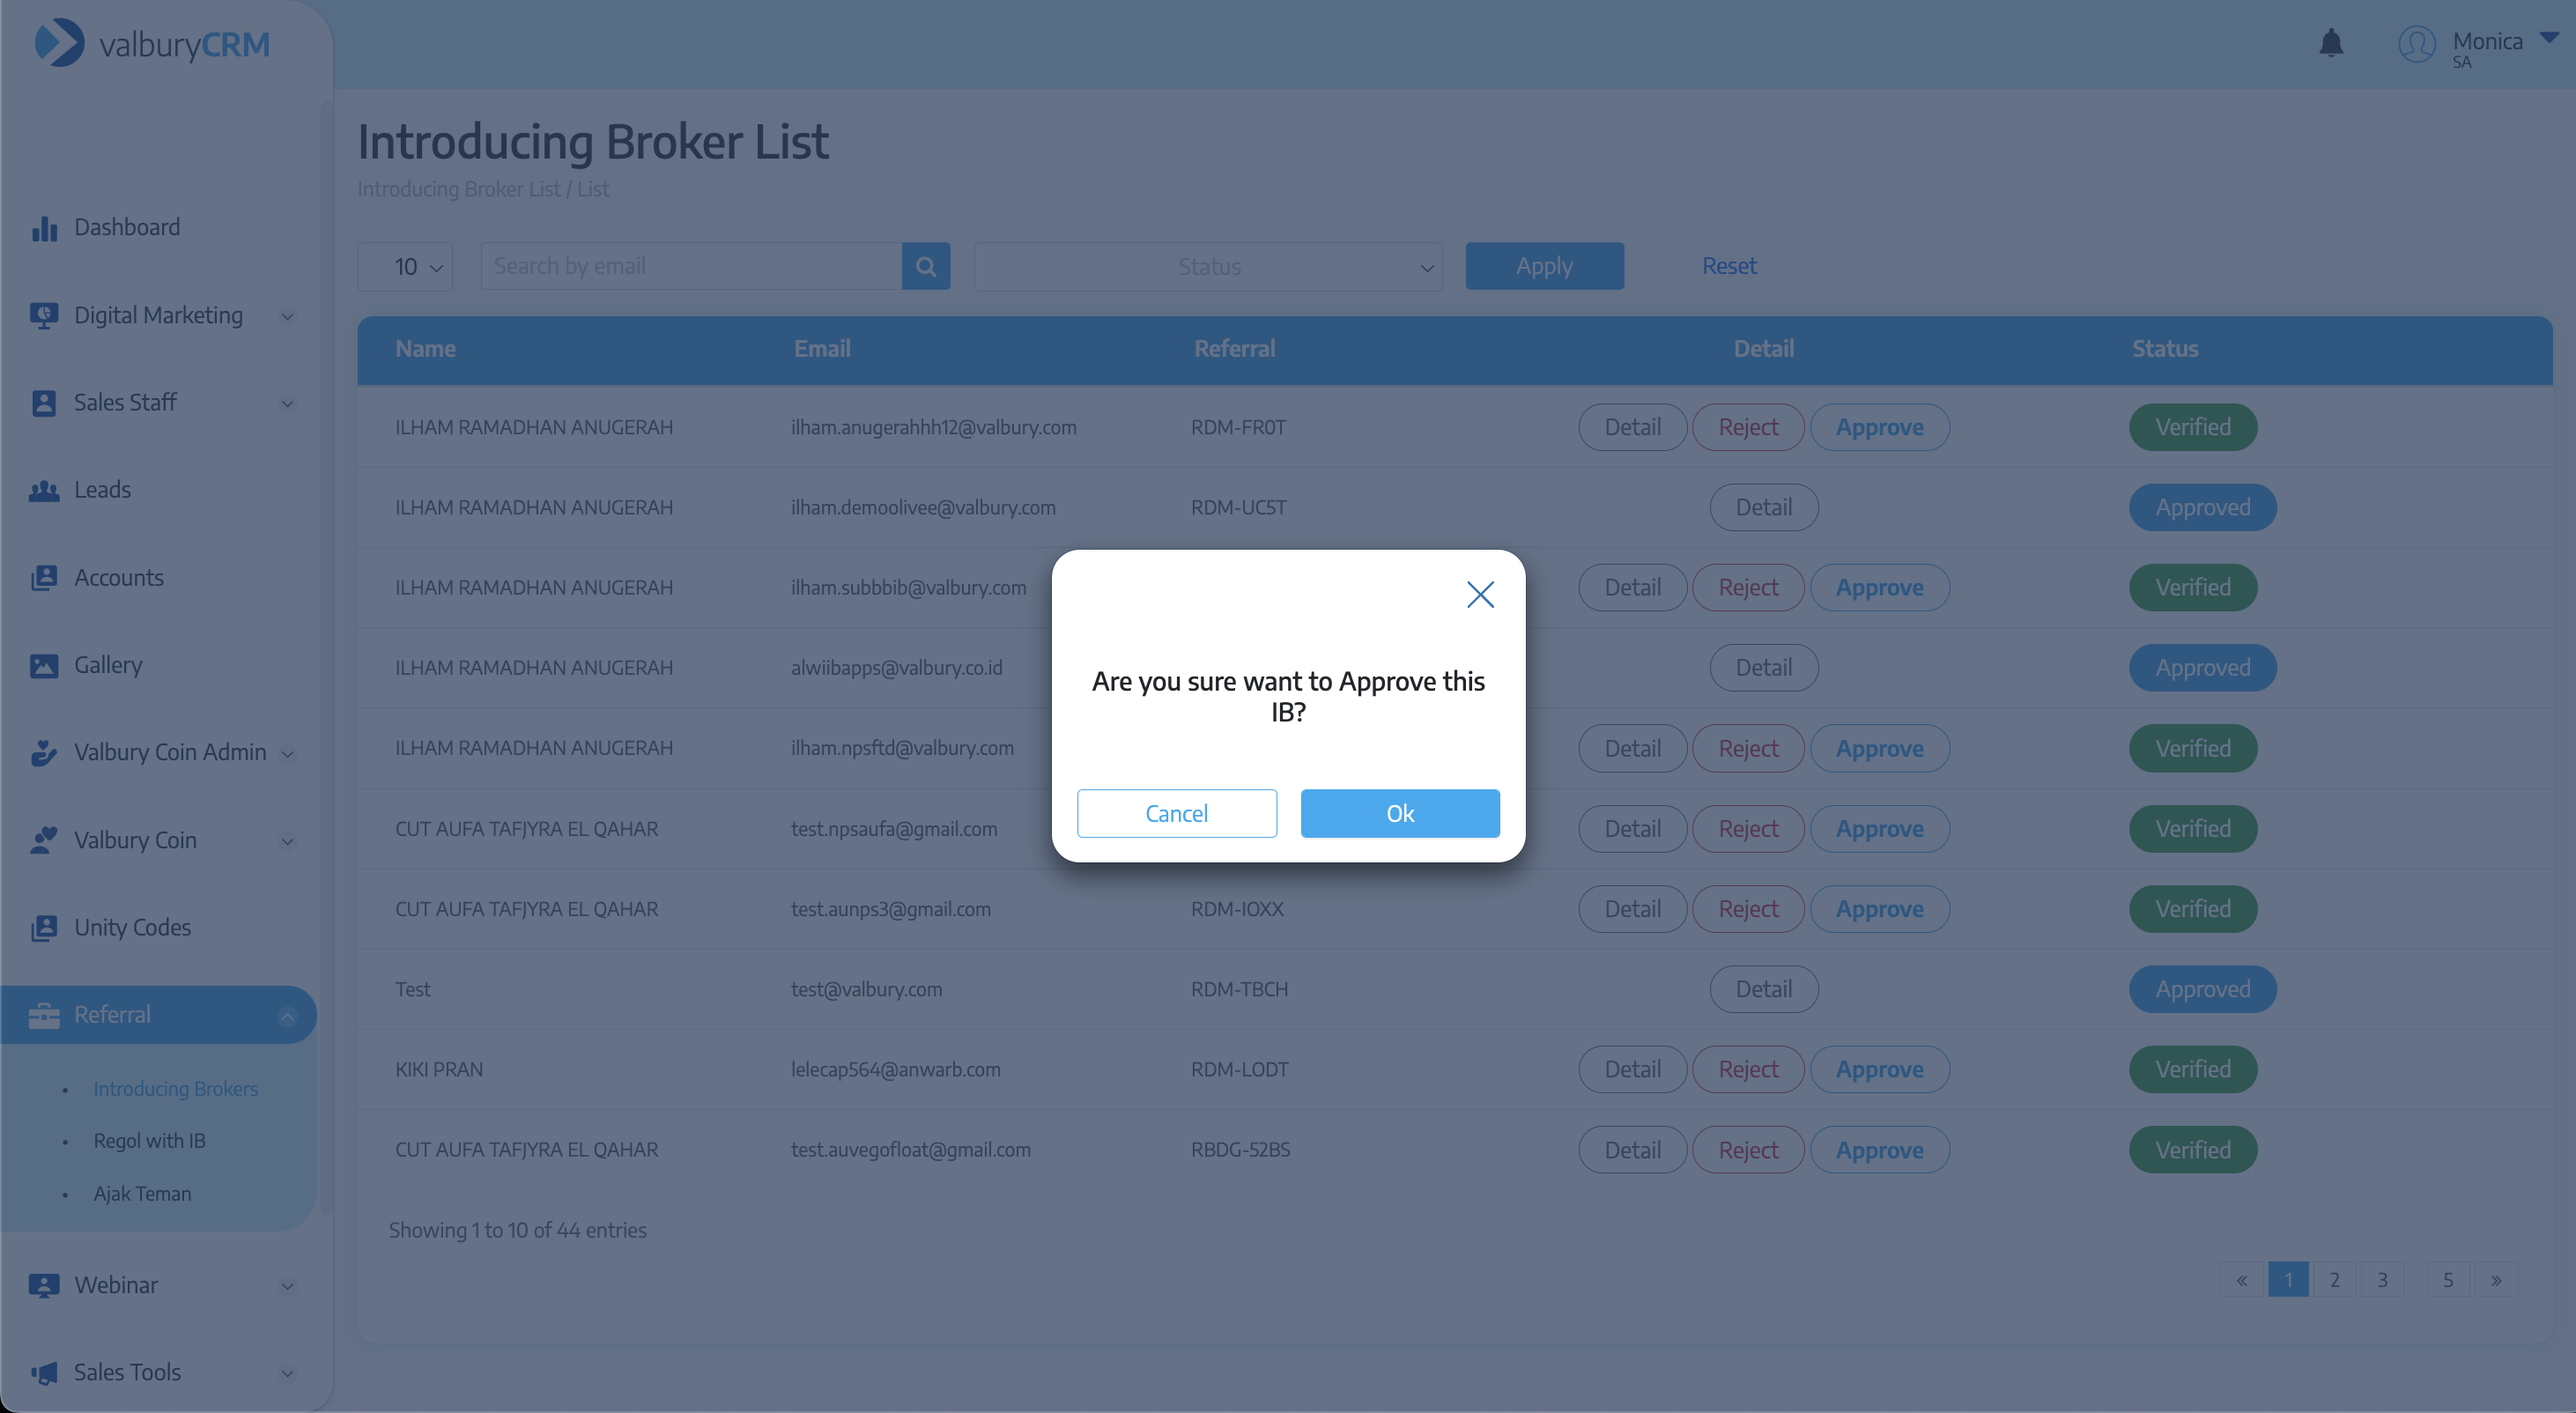 valburyCRM
Monica
SA
Introducing Broker List
Introducing Broker List / List
Dashboard
Digital Marketing
Sales Staff
Leads
Accounts
Gallery
Valbury Coin Admin
Valbury Coin
Unity Codes
Referral
Introducing Brokers
Regol with IB
Ajak Teman
Webinar
Sales Tools
10
Search by email
Status
Apply
Reset
Name Email Referral Detail Status
ILHAM RAMADHAN ANUGERAH ilham.anugerahhh12@valbury.com RDM-FR0T Detail Reject Approve Verified
ILHAM RAMADHAN ANUGERAH ilham.demoolivee@valbury.com RDM-UC5T Detail Approved
ILHAM RAMADHAN ANUGERAH ilham.subbbib@valbury.com Detail Reject Approve Verified
ILHAM RAMADHAN ANUGERAH alwiibapps@valbury.co.id Detail Approved
ILHAM RAMADHAN ANUGERAH ilham.npsftd@valbury.com Detail Reject Approve Verified
CUT AUFA TAFJYRA EL QAHAR test.npsaufa@gmail.com Detail Reject Approve Verified
CUT AUFA TAFJYRA EL QAHAR test.aunps3@gmail.com RDM-IOXX Detail Reject Approve Verified
Test test@valbury.com RDM-TBCH Detail Approved
KIKI PRAN lelecap564@anwarb.com RDM-LODT Detail Reject Approve Verified
CUT AUFA TAFJYRA EL QAHAR test.auvegofloat@gmail.com RBDG-52BS Detail Reject Approve Verified
Showing 1 to 10 of 44 entries
« 1 2 3 5 »
Are you sure want to Approve this
IB?
Cancel
Ok